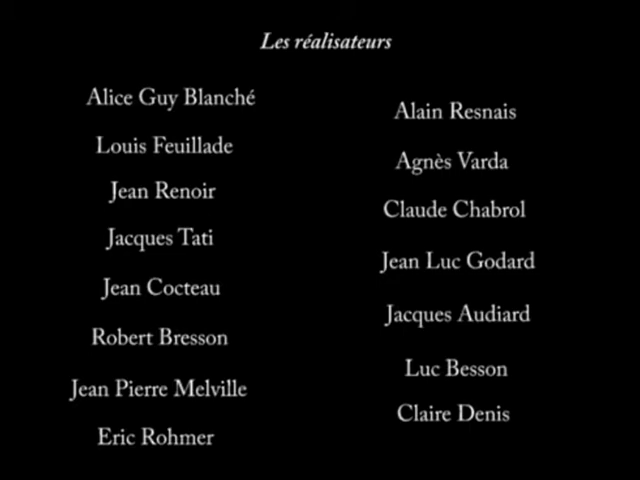 Les réalisateurs
Alice Guy Blanché
Louis Feuillade
Jean Renoir
Jacques Tati
Jean Cocteau
Robert Bresson
Jean Pierre Melville
Eric Rohmer
Alain Resnais
Agnès Varda
Claude Chabrol
Jean Luc Godard
Jacques Audiard
Luc Besson
Claire Denis